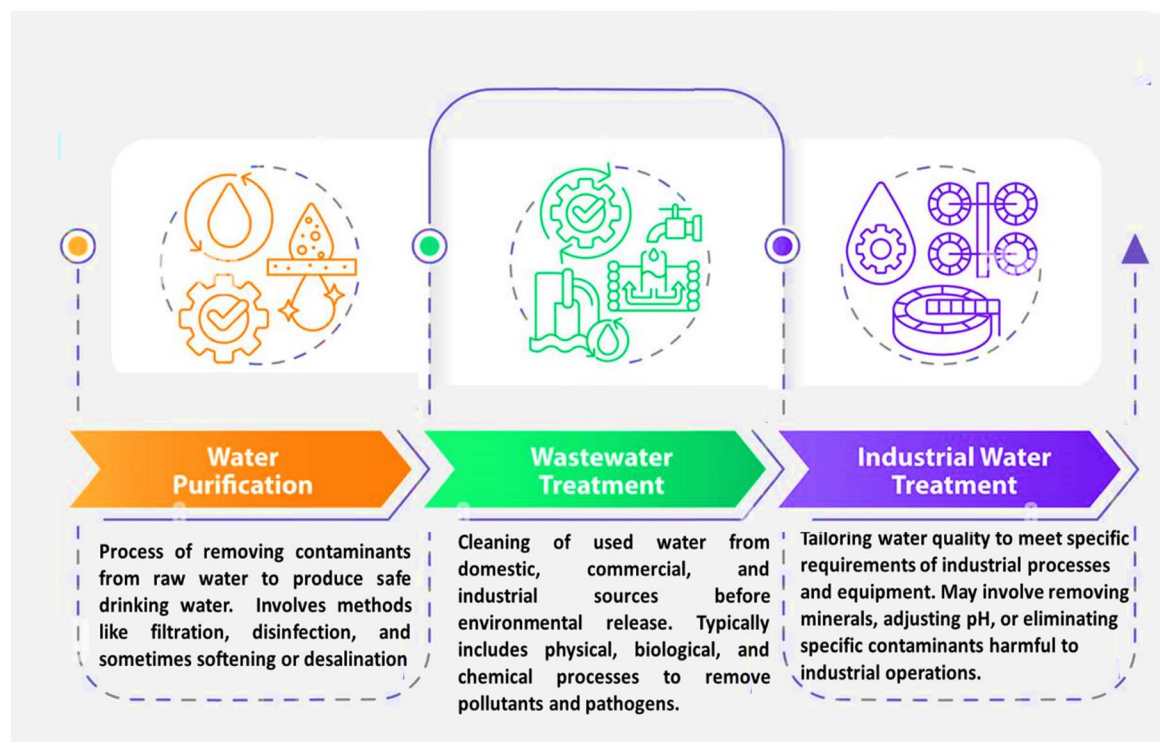 Water
Purification
Process of removing contaminants
from raw water to produce safe
drinking water. Involves methods
like filtration, disinfection, and
sometimes softening or desalination
Wastewater
Treatment
Cleaning of used water from
domestic, commercial, and
industrial sources before
environmental release. Typically
includes physical, biological, and
chemical processes to remove
pollutants and pathogens.
Industrial Water
Treatment
Tailoring water quality to meet specific
requirements of industrial processes
and equipment. May involve removing
minerals, adjusting pH, or eliminating
specific contaminants harmful to
industrial operations.